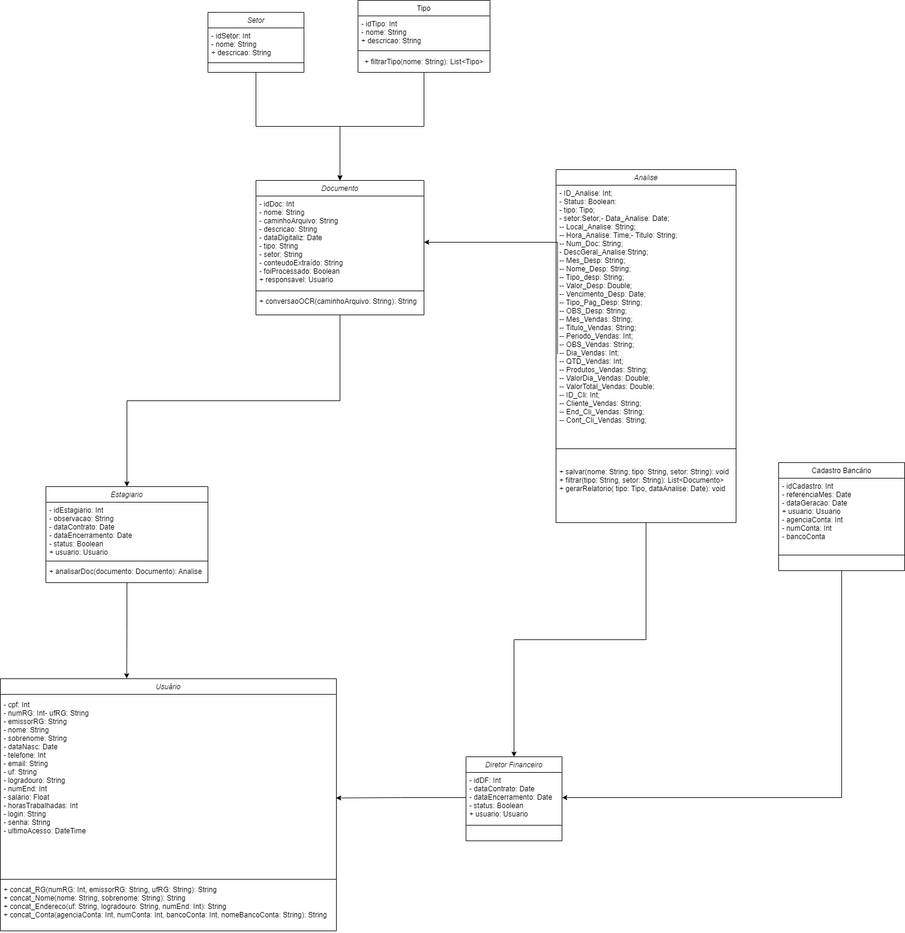 Setor
- idSetor: Int
- nome: String
+ descricao: String
Tipo
- idTipo: Int
- nome: String
+ descricao: String
+ filtrarTipo(nome: String): List<Tipo>
Documento
- idDoc: Int
- nome: String
- caminhoArquivo: String
- descricao: String
- dataDigitaliz: Date
- tipo: String
- setor: String
- conteudoExtraído: String
- foiProcessado: Boolean
+ responsavel: Usuario
+ conversaoOCR(caminhoArquivo: String): String
Analise
- ID_Analise: Int;
- Status: Boolean:
- tipo: Tipo;
- setor:Setor;- Data_Analise: Date;
-- Local_Analise: String;
-- Hora_Analise: Time;- Titulo: String;
-- Num_Doc: String;
- DescGeral_Analise:String;
-- Mes_Desp: String;
-- Nome_Desp: String;
-- Tipo_desp: String;
-- Valor_Desp: Double;
-- Vencimento_Desp: Date;
-- Tipo_Pag_Desp: String;
-- OBS_Desp: String;
-- Mes_Vendas: String;
-- Titulo_Vendas: String;
-- Periodo_Vendas: Int;
-- OBS_Vendas: String;
-- Dia_Vendas: Int;
-- QTD_Vendas: Int;
-- Produtos_Vendas: String;
-- ValorDia_Vendas: Double;
-- ValorTotal_Vendas: Double;
-- ID_Cli: Int;
-- Cliente_Vendas: String;
-- End_Cli_Vendas: String;
-- Cont_Cli_Vendas: String;
+ salvar(nome: String, tipo: String, setor: String): void
+ filtrar(tipo: String, setor: String): List<Documento>
+ gerarRelatorio( tipo: Tipo, dataAnalise: Date): void
Cadastro Bancário
- idCadastro: Int
- referenciaMes: Date
- dataGeracao: Date
+ usuario: Usuario
- agenciaConta: Int
- numConta: Int
- bancoConta
Estagiario
- idEstagiario: Int
- observacao: String
- dataContrato: Date
- dataEncerramento: Date
- status: Boolean
+ usuario: Usuario
+ analisarDoc(documento: Documento): Analise
Usuário
- cpf: Int
- numRG: Int- ufRG: String
- emissorRG: String
- nome: String
- sobrenome: String
- dataNasc: Date
- telefone: Int
- email: String
- uf: String
- logradouro: String
- numEnd: Int
- salario: Float
- horasTrabalhadas: Int
- login: String
- senha: String
- ultimoAcesso: DateTime
+ concat_RG(numRG: Int, emissorRG: String, ufRG: String): String
+ concat_Nome(nome: String, sobrenome: String): String
+ concat_Endereco(uf: String, logradouro: String, numEnd: Int): String
+ concat_Conta(agenciaConta: Int, numConta: Int, bancoConta: Int, nomeBancoConta: String): String
Diretor Financeiro
- idDF: Int
- dataContrato: Date
- dataEncerramento: Date
- status: Boolean
+ usuario: Usuario